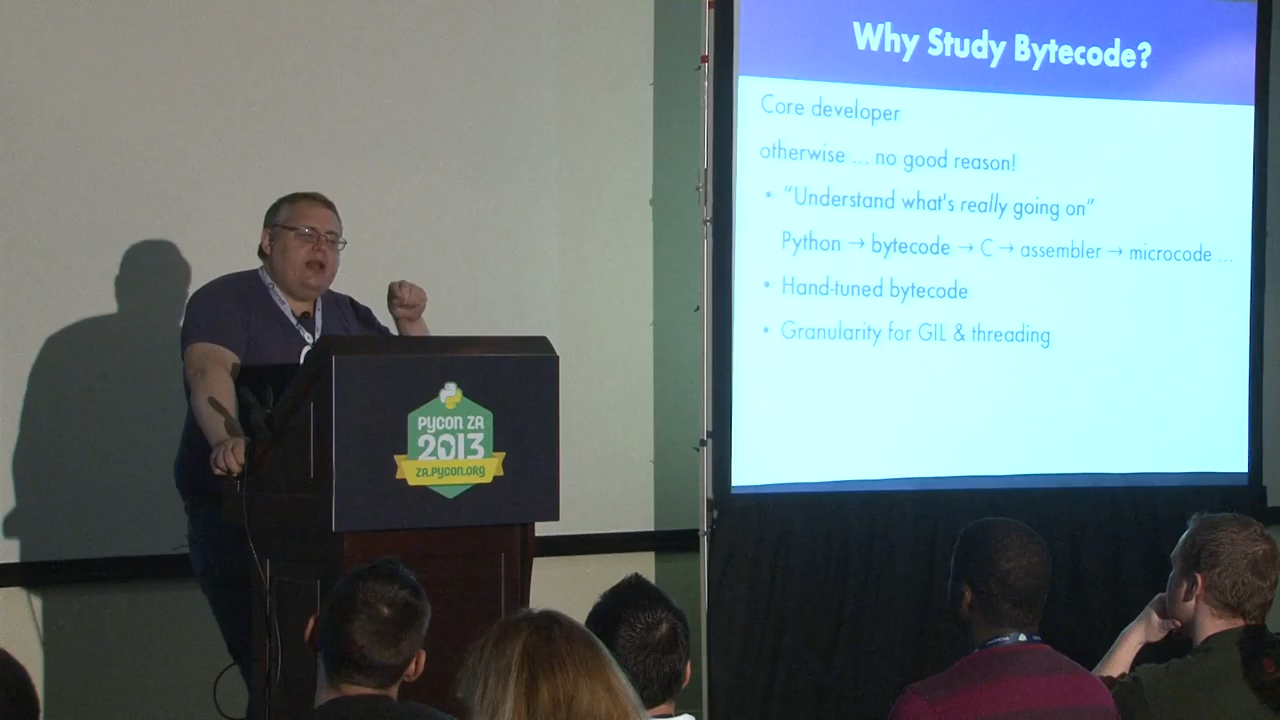 Why Study Bytecode?
Core developer
otherwise ... no good reason!
• “Understand what's really going on”
Python → bytecode → C → assembler → microcode ...
• Hand-tuned bytecode
• Granularity for GIL & threading
PYCON ZA
2013
ZA.PYCON.ORG